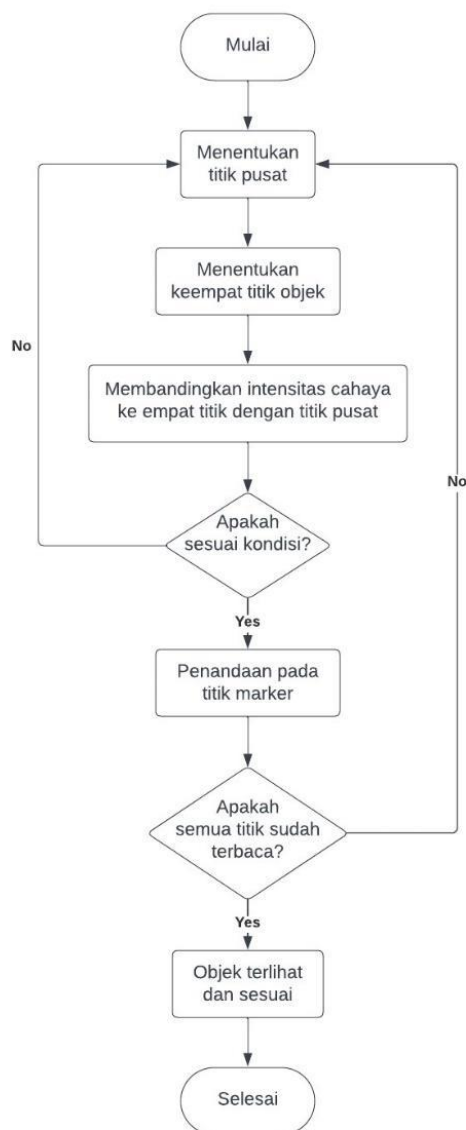 Mulai
Menentukan
titik pusat
Menentukan
keempat titik objek
No
Membandingkan intensitas cahaya
ke empat titik dengan titik pusat
No
Apakah
sesuai kondisi?
Yes
Penandaan pada
titik marker
Apakah
semua titik sudah
terbaca?
Yes
Objek terlihat
dan sesuai
Selesai